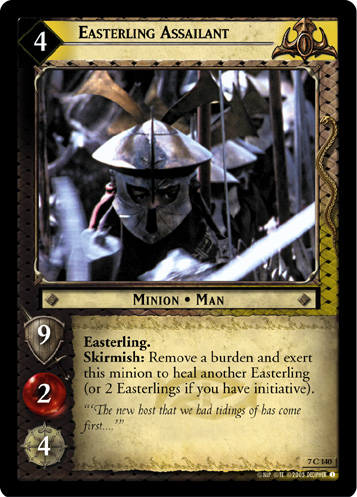 4
EASTERLING ASSAILANT
MINION • MAN
9
Easterling.
Skirmish: Remove a burden and exert
this minion to heal another Easterling
(or 2 Easterlings if you have initiative).
2
"'The new host that we had tidings of has come
first....'"
4
7 C 140